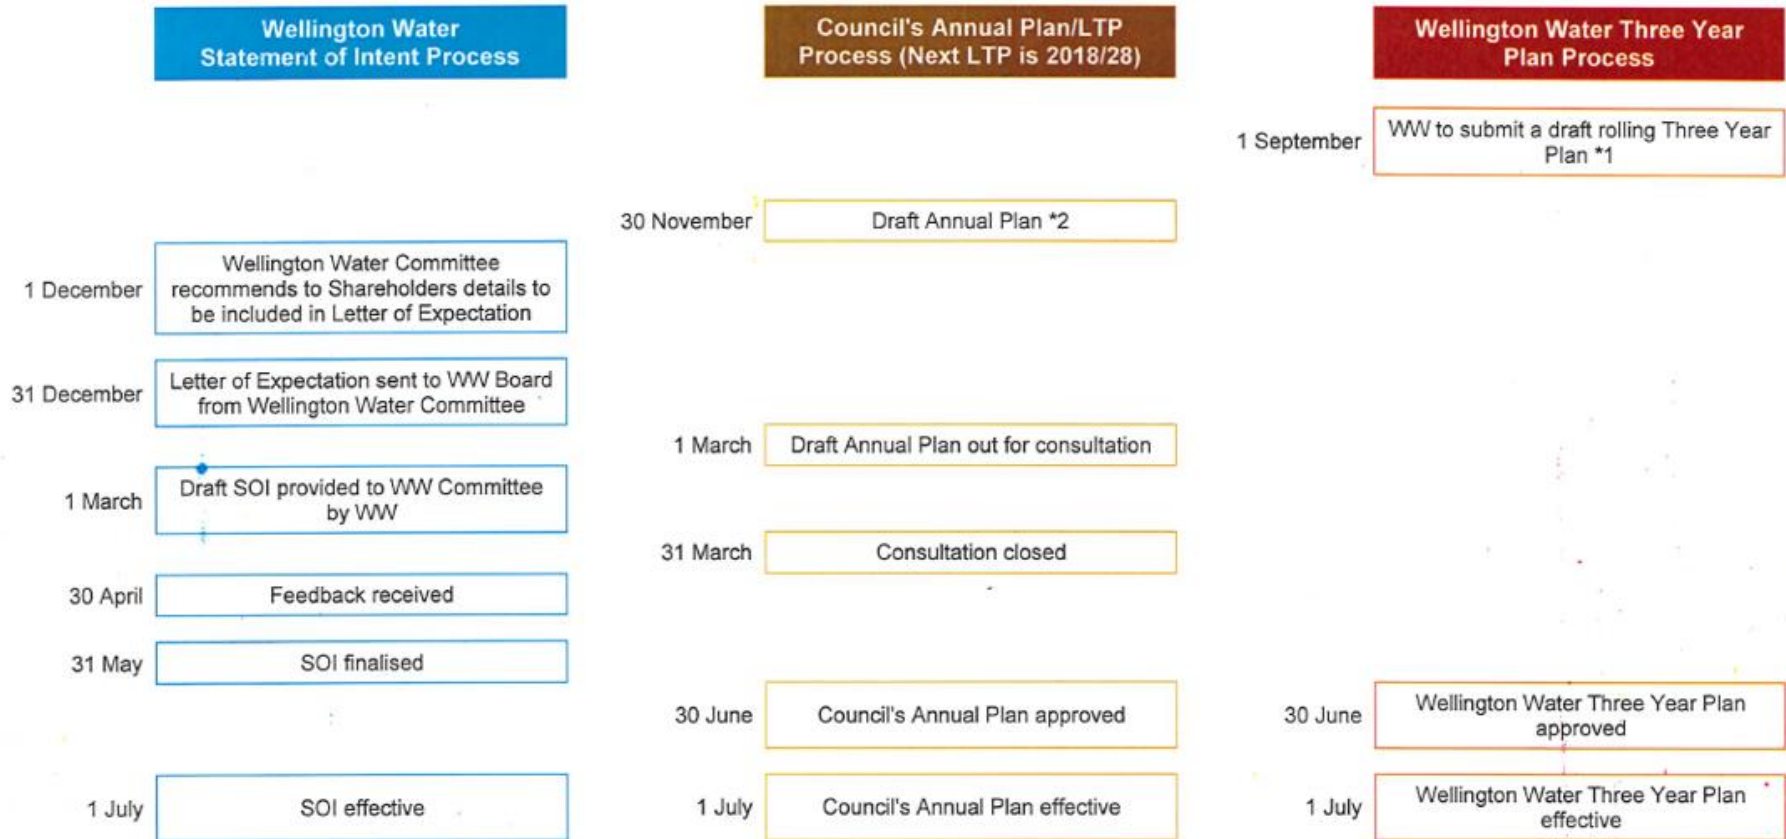 Wellington Water
Statement of Intent Process
Council's Annual Plan/LTP
Process (Next LTP is 2018/28)
Wellington Water Three Year
Plan Process
1 September
WW to submit a draft rolling Three Year
Plan *1
30 November
Draft Annual Plan *2
1 December
Wellington Water Committee
recommends to Shareholders details to
be included in Letter of Expectation
31 December
Letter of Expectation sent to WW Board
from Wellington Water Committee
1 March
Draft Annual Plan out for consultation
1 March
Draft SOI provided to WW Committee
by WW
31 March
Consultation closed
30 April
Feedback received
31 May
SOI finalised
30 June
Council's Annual Plan approved
30 June
Wellington Water Three Year Plan
approved
1 July
SOI effective
1 July
Council's Annual Plan effective
1 July
Wellington Water Three Year Plan
effective